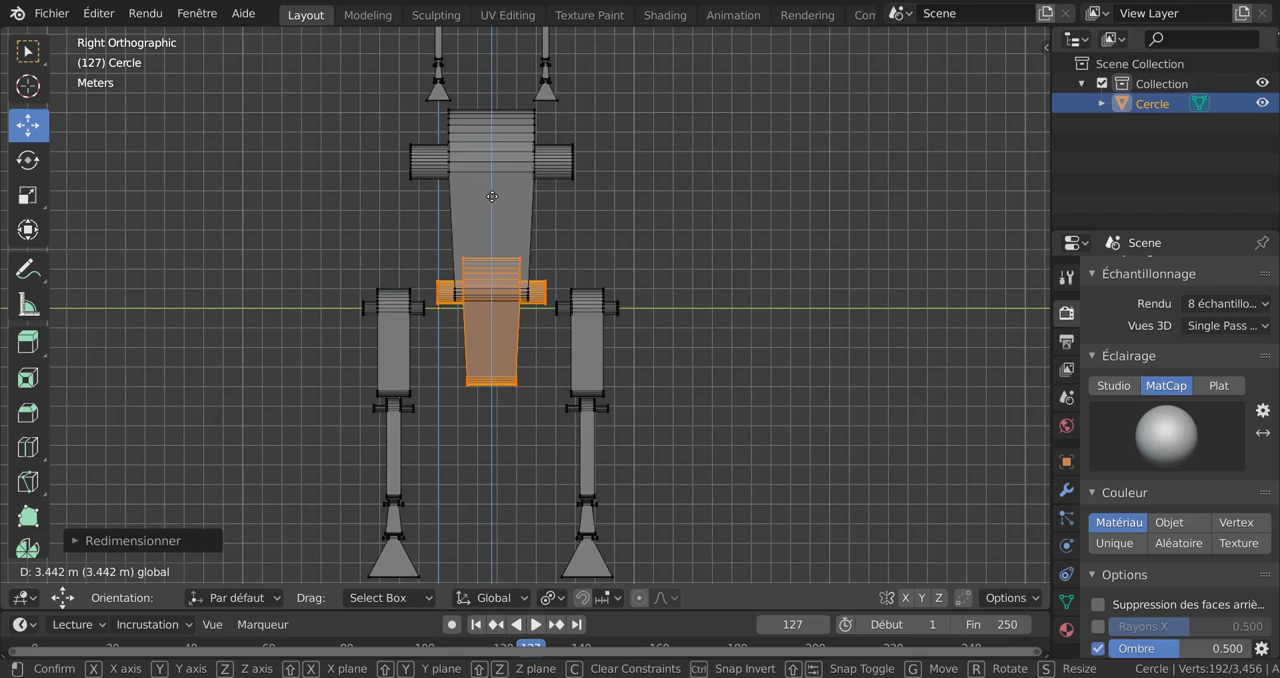 Fichier Éditer Rendu Fenêtre Aide Layout Modeling Sculpting UV Editing Texture Paint Shading Animation Rendering Com Scene View Layer
Right Orthographic
(127) Cercle
Meters
Scene Collection
Collection
Cercle
Scene
Échantillonnage
Rendu 8 échantillo...
Vues 3D Single Pass ...
Éclairage
Studio MatCap Plat
Couleur
Matériau Objet Vertex
Unique Aléatoire Texture
Options
Suppression des faces arriè...
Rayons X 0.500
Ombre 0.500
Redimensionner
D: 3.442 m (3.442 m) global
Orientation: Par défaut Drag: Select Box Global X Y Z Options
Lecture Incrustation Vue Marqueur 127 Début 1 Fin 250
Confirm X X axis Y Y axis Z Z axis X X plane Y Y plane Z Z plane C Clear Constraints Ctrl Snap Invert Snap Toggle G Move R Rotate S Resize Cercle | Verts:192/3,456 | A